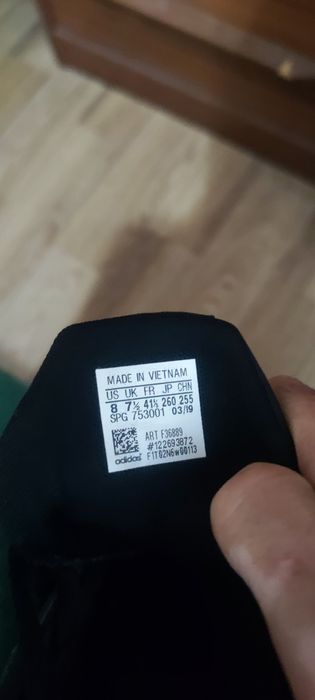 MADE IN VIETNAM
US UK FR JP CHN
8 7½ 41⅓ 260 255
SPG 753001 03/19
ART F36889
#122693872
adidas F1T02N6W00113